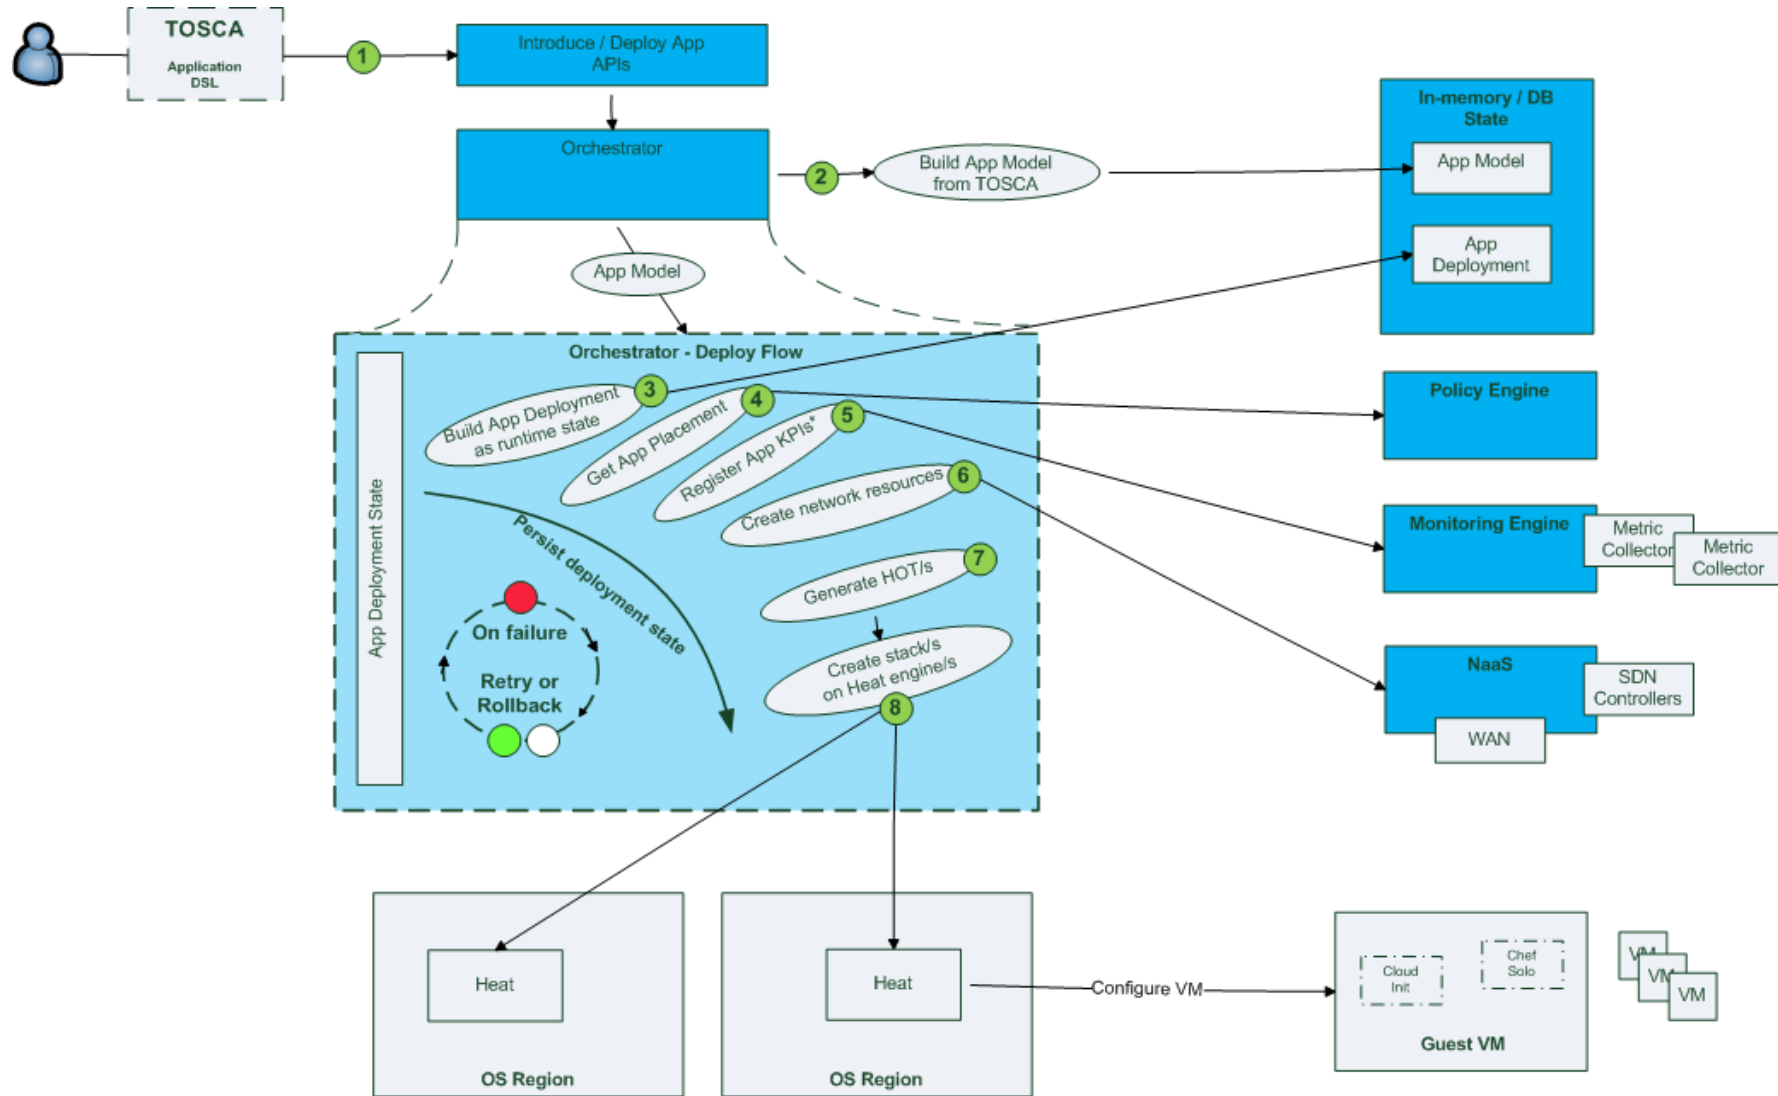 TOSCA
Application
DSL
1
Introduce / Deploy App
APIs
Orchestrator
2
Build App Model
from TOSCA
In-memory / DB
State
App Model
App
Deployment
App Model
Orchestrator - Deploy Flow
App Deployment State
Build App Deployment
as runtime state
3
Get App Placement
4
Register App KPIs*
5
Create network resources
6
Generate HOT/s
7
Create stack/s
on Heat engine/s
8
Persist deployment state
On failure
Retry or
Rollback
Policy Engine
Monitoring Engine
Metric
Collector
Metric
Collector
NaaS
SDN
Controllers
WAN
Heat
OS Region
Heat
OS Region
Configure VM
Cloud
Init
Chef
Solo
Guest VM
VM
VM
VM